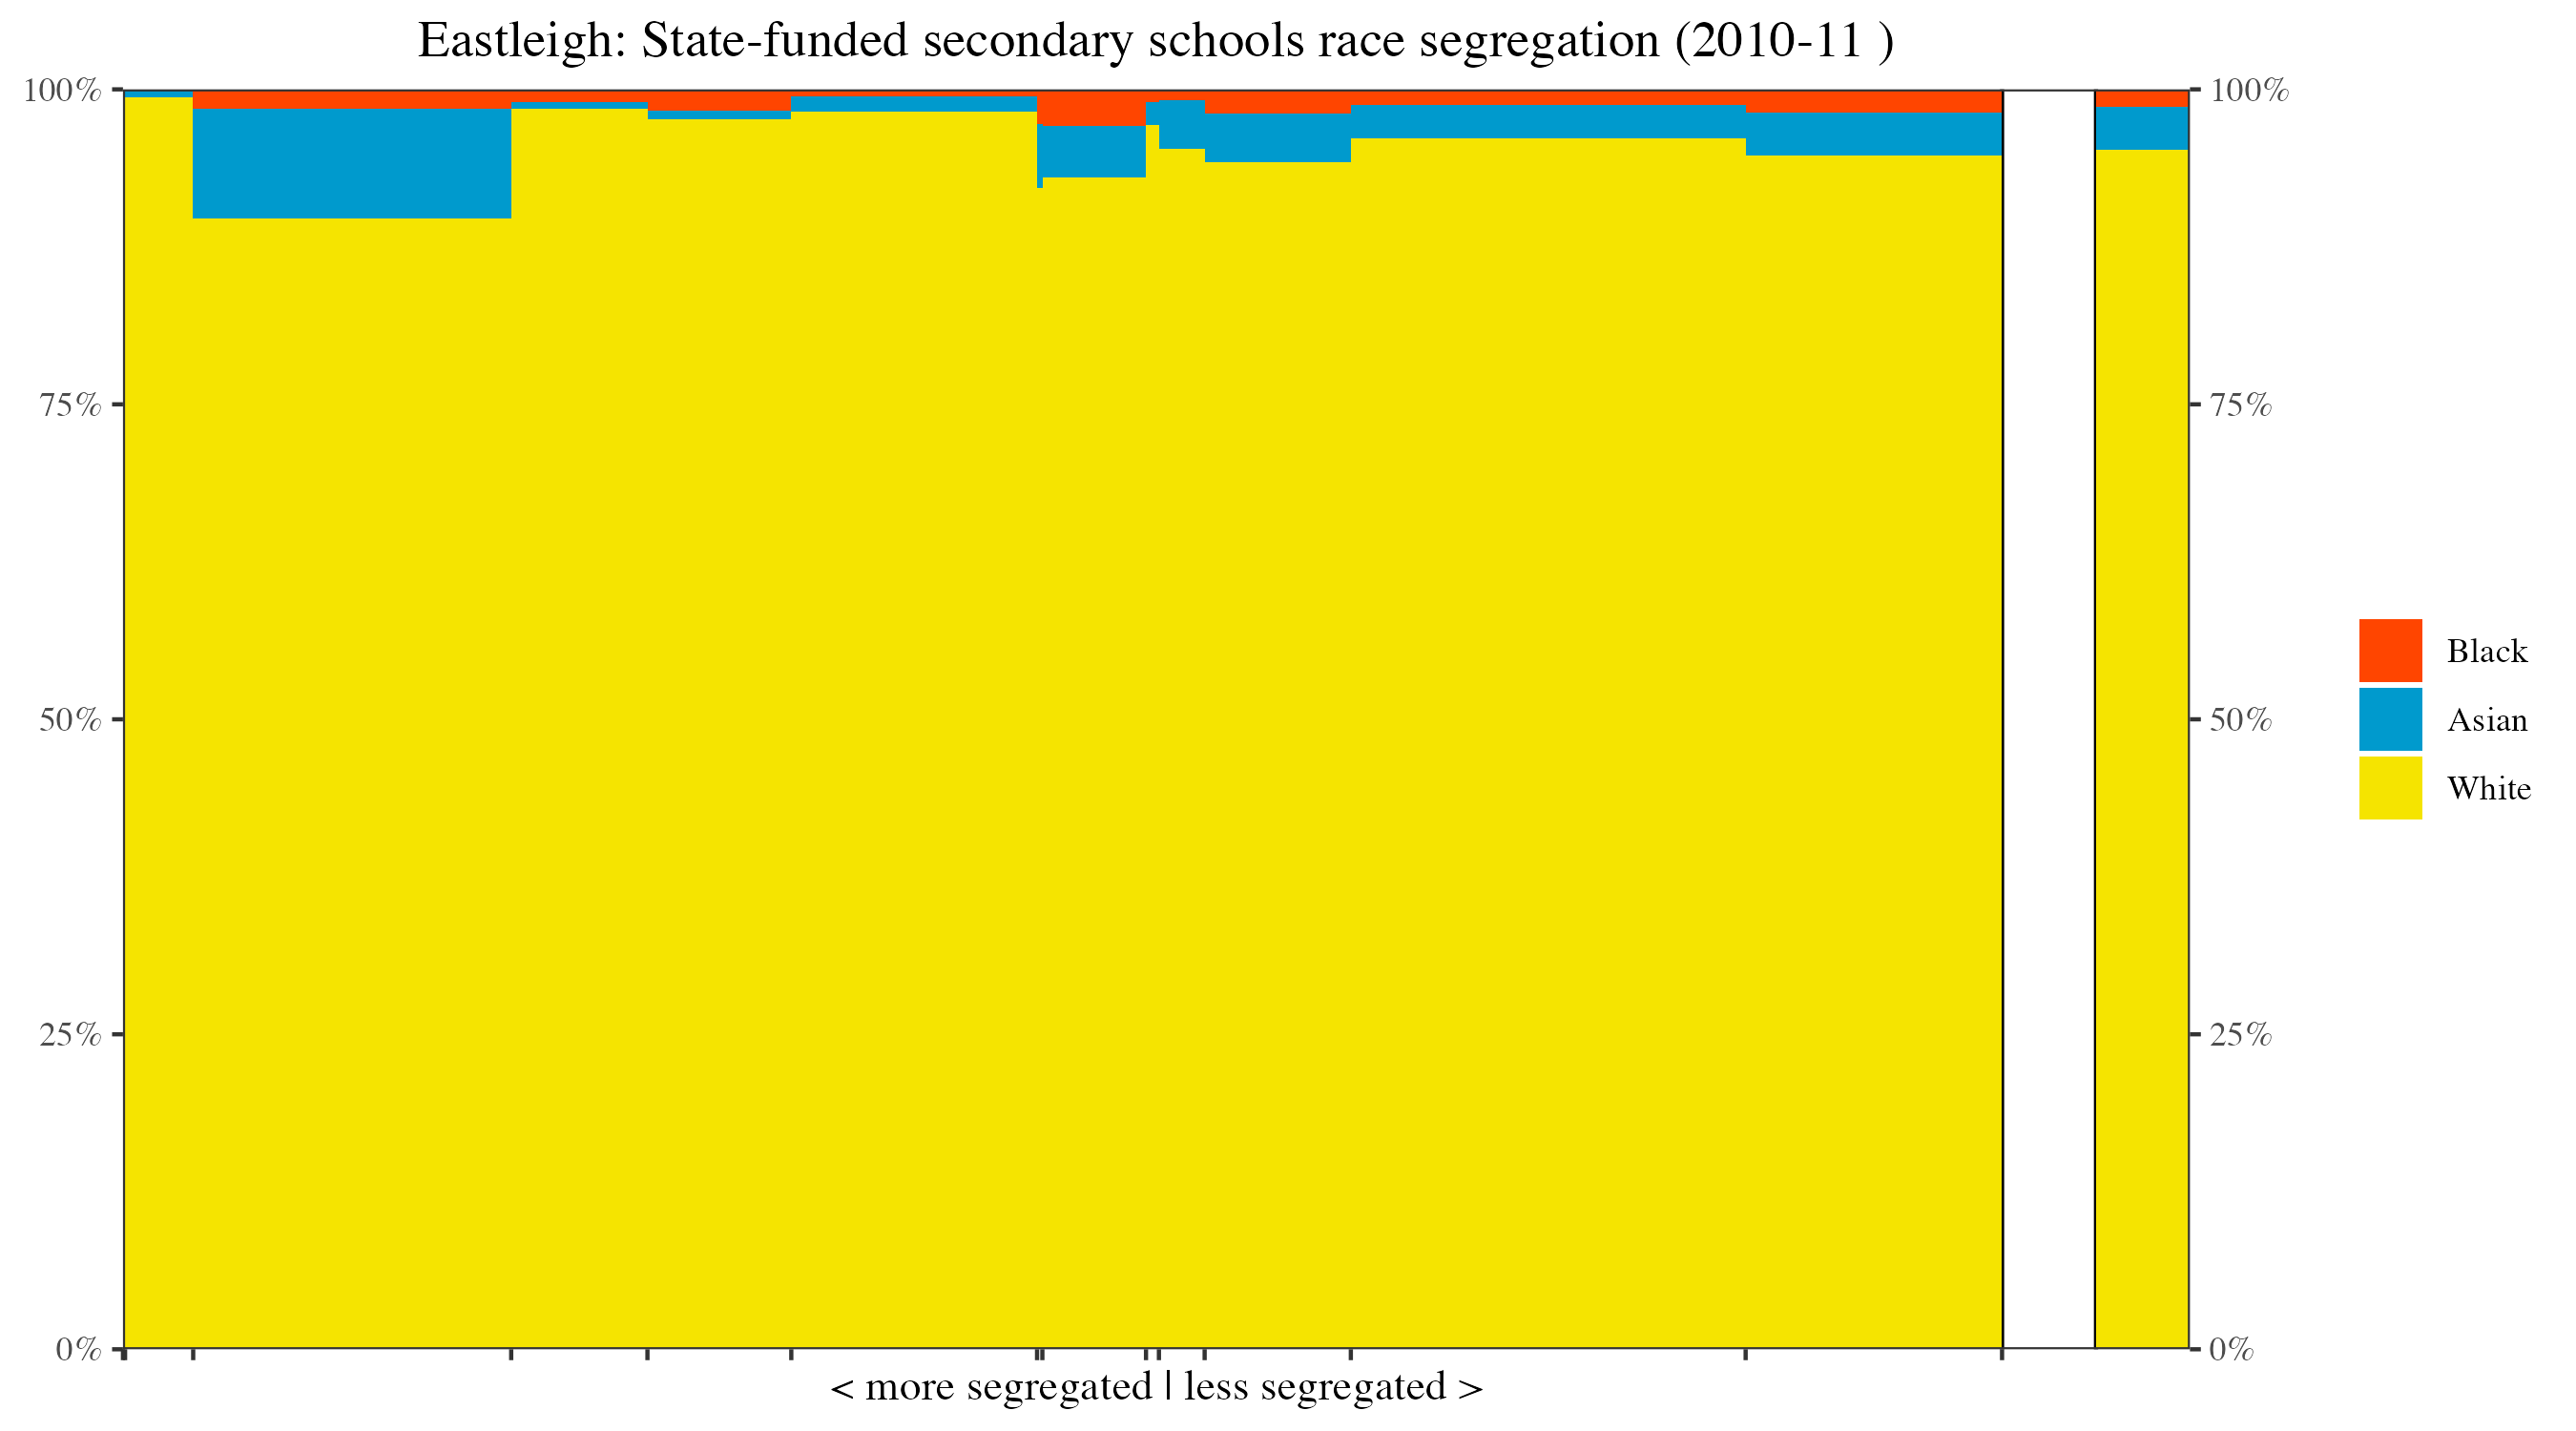 Eastleigh: State-funded secondary schools race segregation (2010-11 )
100%
75%
50%
25%
0%
100%
75%
50%
25%
0%
Black
Asian
White
< more segregated | less segregated >